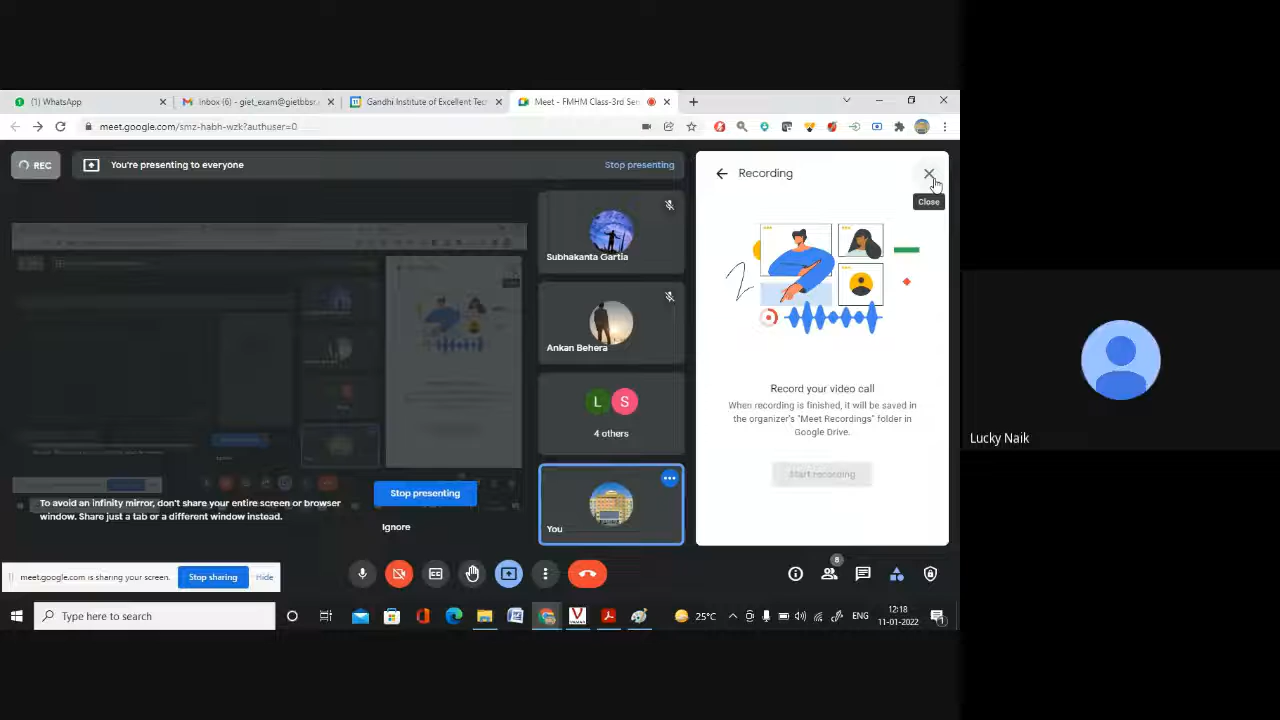 (1) WhatsApp
Inbox (6) - giet_exam@gietbbsr.
Gandhi Institute of Excellent Tec
Meet - FMHM Class-3rd Sen
meet.google.com/smz-habh-wzk?authuser=0
REC
You're presenting to everyone
Stop presenting
Recording
Close
Subhakanta Gartia
Ankan Behera
L
S
4 others
You
Record your video call
When recording is finished, it will be saved in
the organizer's "Meet Recordings" folder in
Google Drive.
Start recording
To avoid an infinity mirror, don't share your entire screen or browser
window. Share just a tab or a different window instead.
Stop presenting
Ignore
meet.google.com is sharing your screen.
Stop sharing
Hide
8
Type here to search
25°C
ENG
12:18
11-01-2022
Lucky Naik